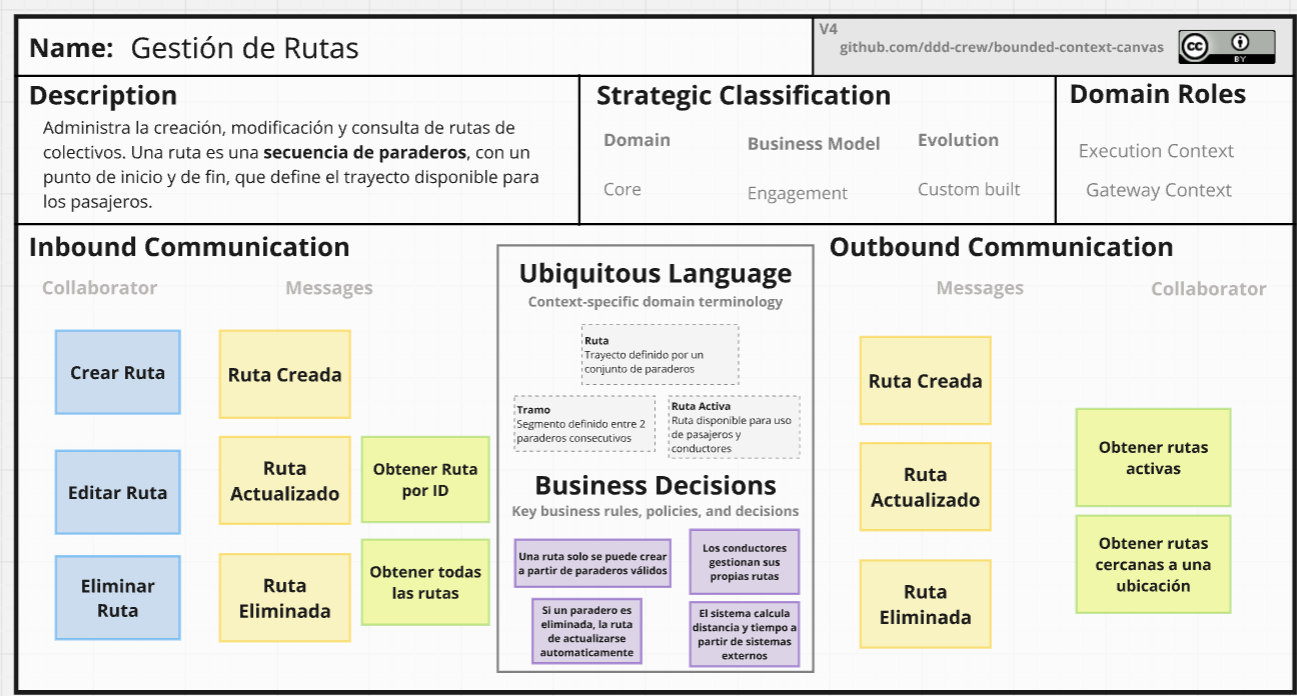 Name: Gestión de Rutas
V4
github.com/ddd-crew/bounded-context-canvas
cc
BY
Description
Administra la creación, modificación y consulta de rutas de
colectivos. Una ruta es una secuencia de paraderos, con un
punto de inicio y de fin, que define el trayecto disponible para
los pasajeros.
Strategic Classification
Domain
Business Model
Evolution
Core
Engagement
Custom built
Domain Roles
Execution Context
Gateway Context
Inbound Communication
Collaborator
Messages
Crear Ruta
Ruta Creada
Editar Ruta
Ruta
Actualizado
Obtener Ruta
por ID
Eliminar
Ruta
Ruta
Eliminada
Obtener todas
las rutas
Ubiquitous Language
Context-specific domain terminology
Ruta
Trayecto definido por un
conjunto de paraderos
Tramo
Segmento definido entre 2
paraderos consecutivos
Ruta Activa
Ruta disponible para uso
de pasajeros y
conductores
Business Decisions
Key business rules, policies, and decisions
Una ruta solo se puede crear
a partir de paraderos válidos
Los conductores
gestionan sus
propias rutas
Si un paradero es
eliminada, la ruta
de actualizarse
automaticamente
El sistema calcula
distancia y tiempo a
partir de sistemas
externos
Outbound Communication
Messages
Collaborator
Ruta Creada
Ruta
Actualizado
Ruta
Eliminada
Obtener rutas
activas
Obtener rutas
cercanas a una
ubicación